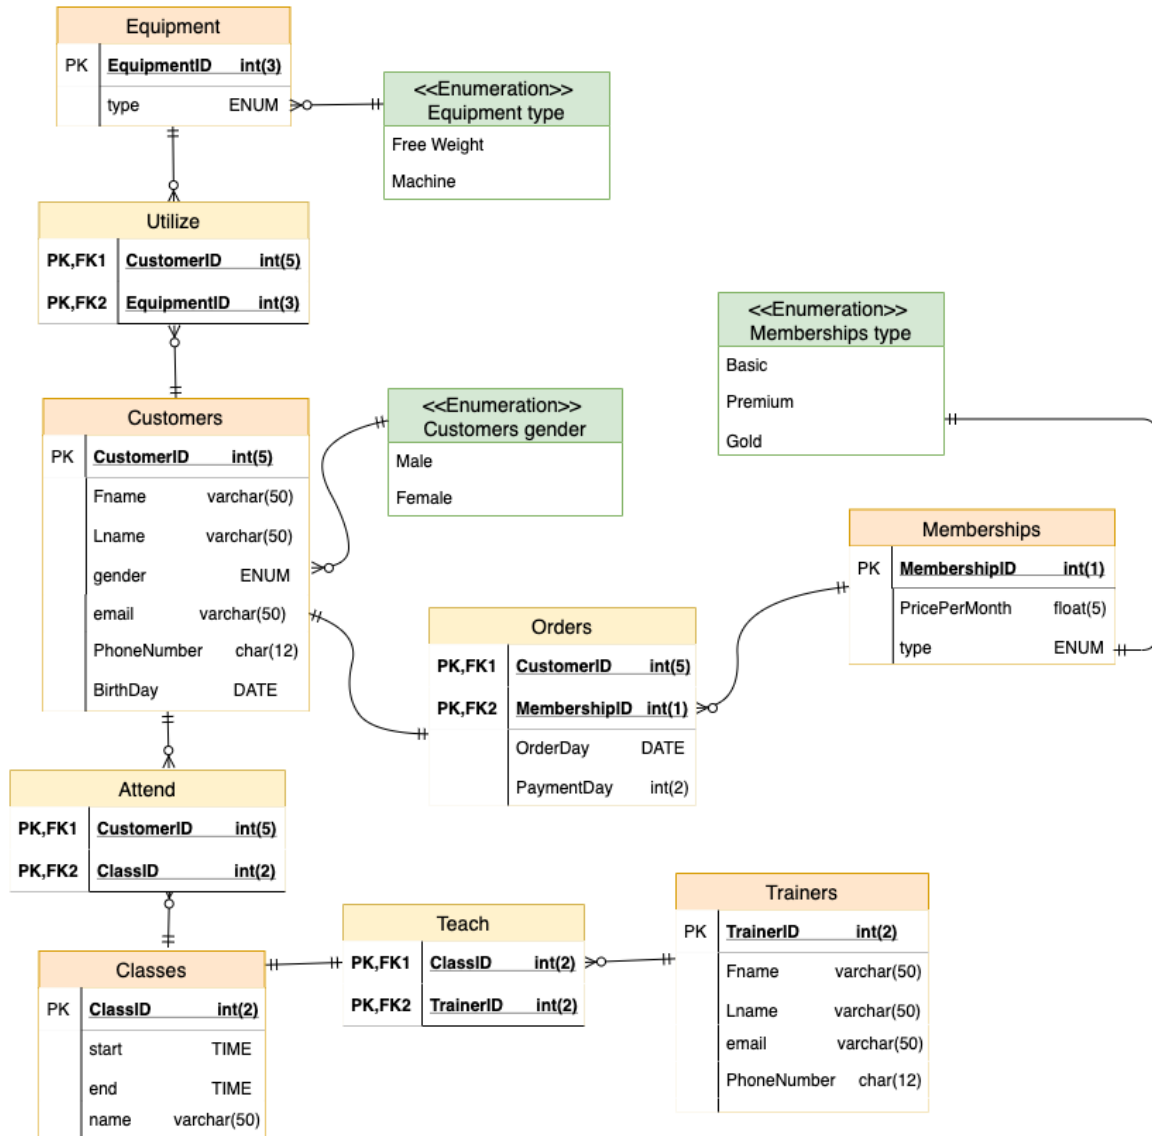 Equipment
PK EquipmentID int(3)
type ENUM
<<Enumeration>>
Equipment type
Free Weight
Machine
Utilize
PK,FK1 CustomerID int(5)
PK,FK2 EquipmentID int(3)
<<Enumeration>>
Memberships type
Basic
Premium
Gold
Customers
PK CustomerID int(5)
Fname varchar(50)
Lname varchar(50)
gender ENUM
email varchar(50)
PhoneNumber char(12)
BirthDay DATE
<<Enumeration>>
Customers gender
Male
Female
Memberships
PK MembershipID int(1)
PricePerMonth float(5)
type ENUM
Orders
PK,FK1 CustomerID int(5)
PK,FK2 MembershipID int(1)
OrderDay DATE
PaymentDay int(2)
Attend
PK,FK1 CustomerID int(5)
PK,FK2 ClassID int(2)
Teach
PK,FK1 ClassID int(2)
PK,FK2 TrainerID int(2)
Trainers
PK TrainerID int(2)
Fname varchar(50)
Lname varchar(50)
email varchar(50)
PhoneNumber char(12)
Classes
PK ClassID int(2)
start TIME
end TIME
name varchar(50)